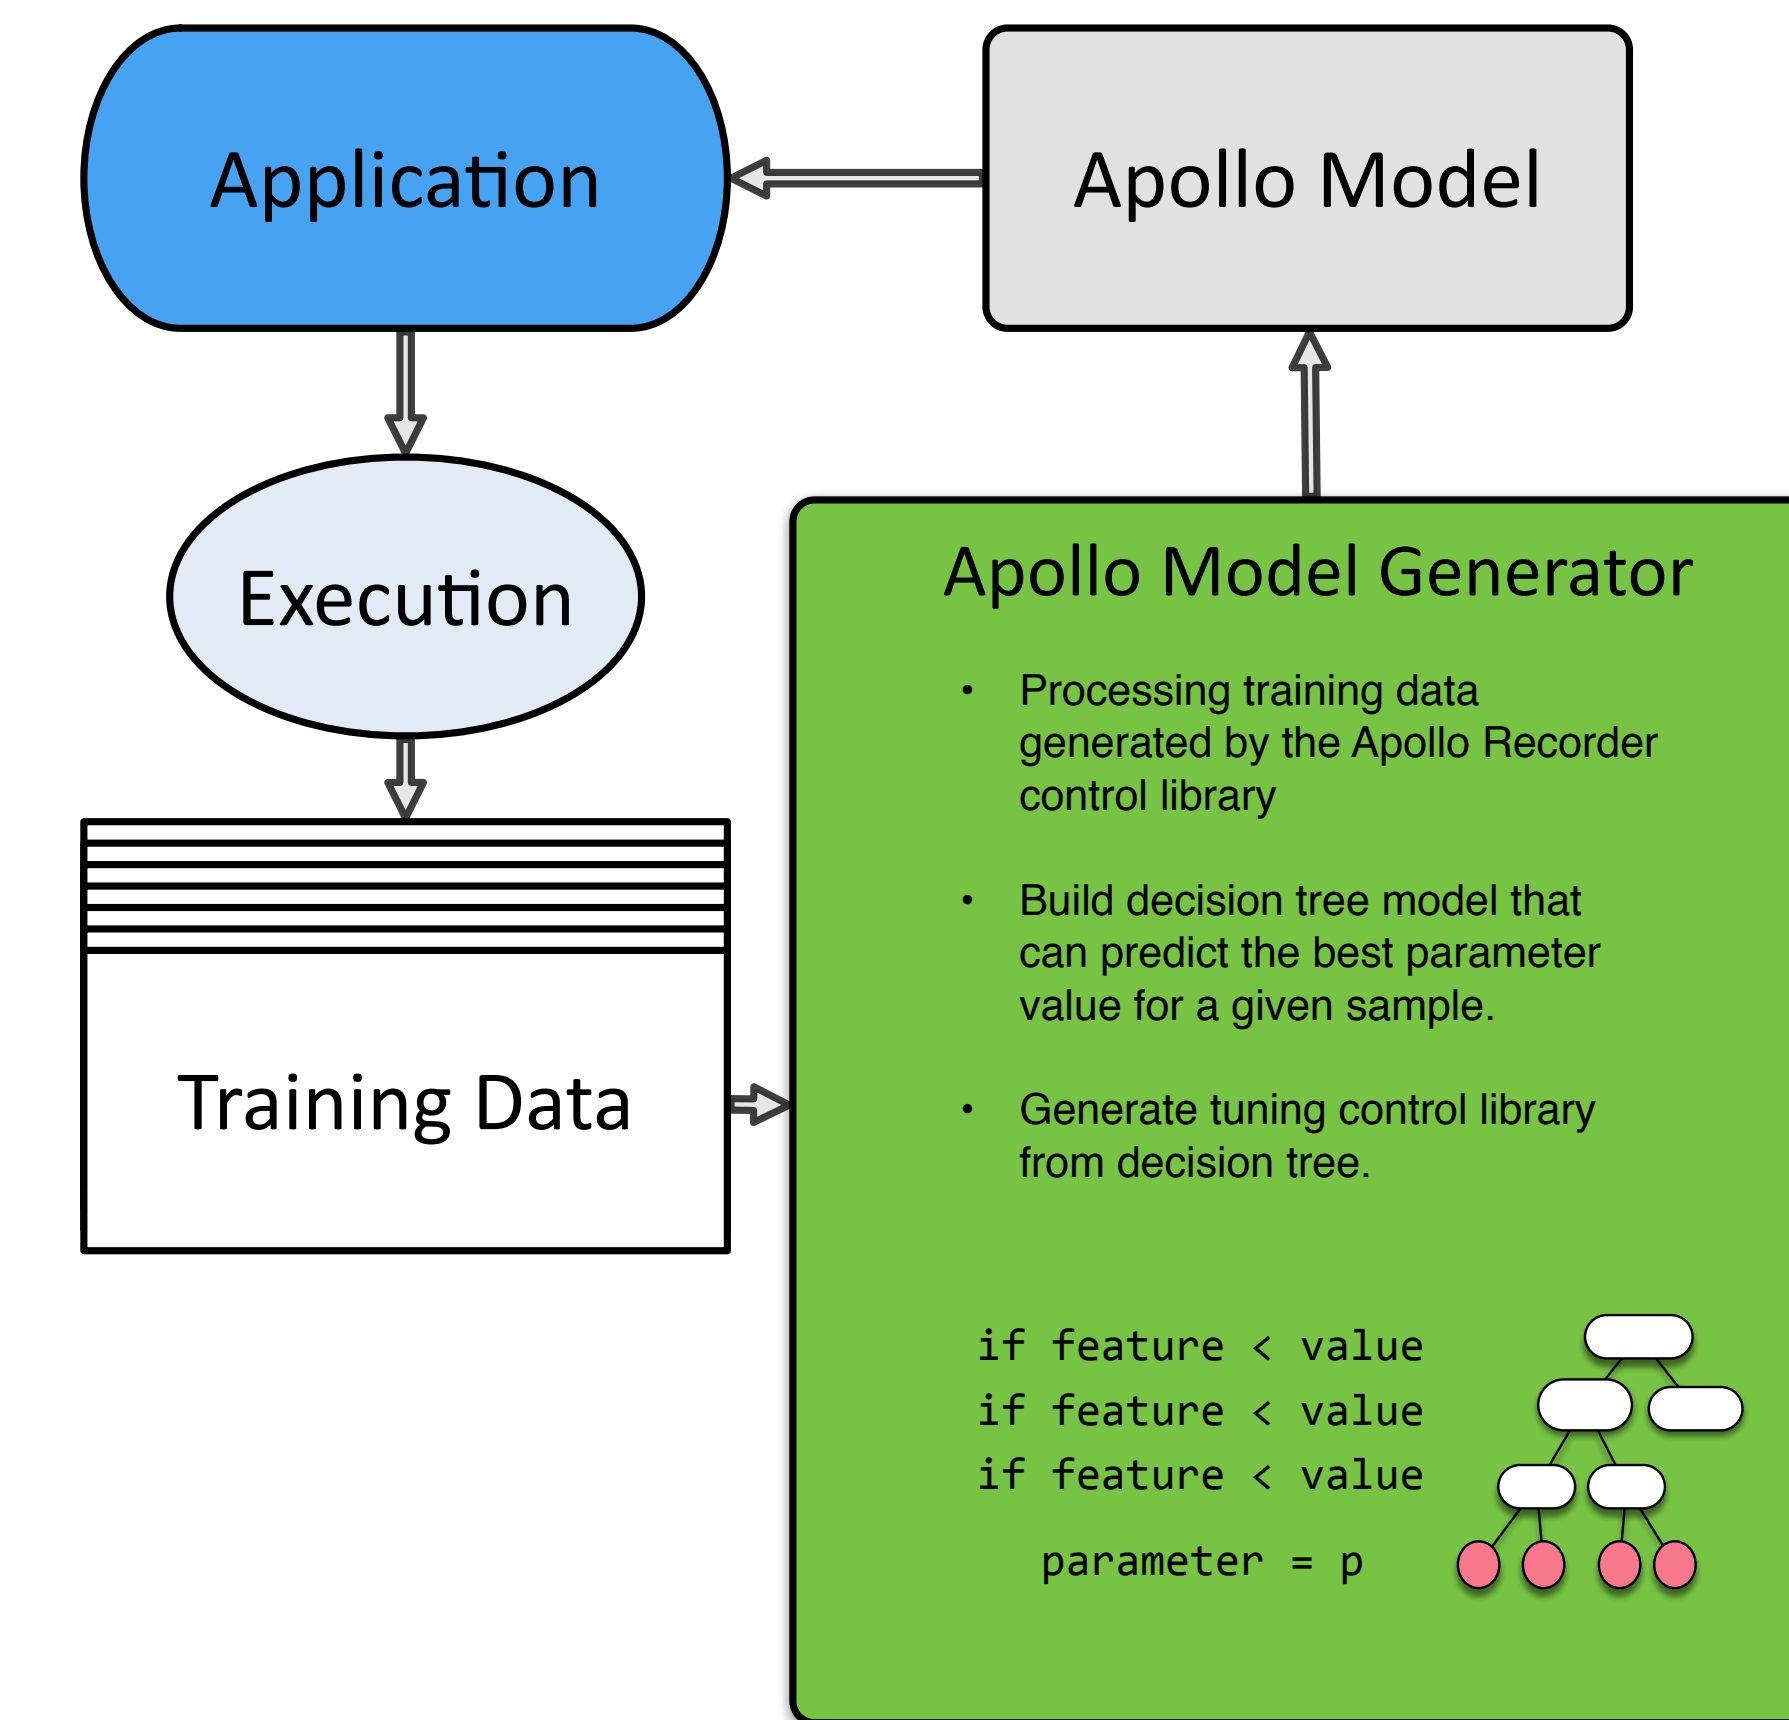 Application
Apollo Model
Execution
Training Data
Apollo Model Generator
• Processing training data
generated by the Apollo Recorder
control library
• Build decision tree model that
can predict the best parameter
value for a given sample.
• Generate tuning control library
from decision tree.
if feature < value
if feature < value
if feature < value
parameter = p